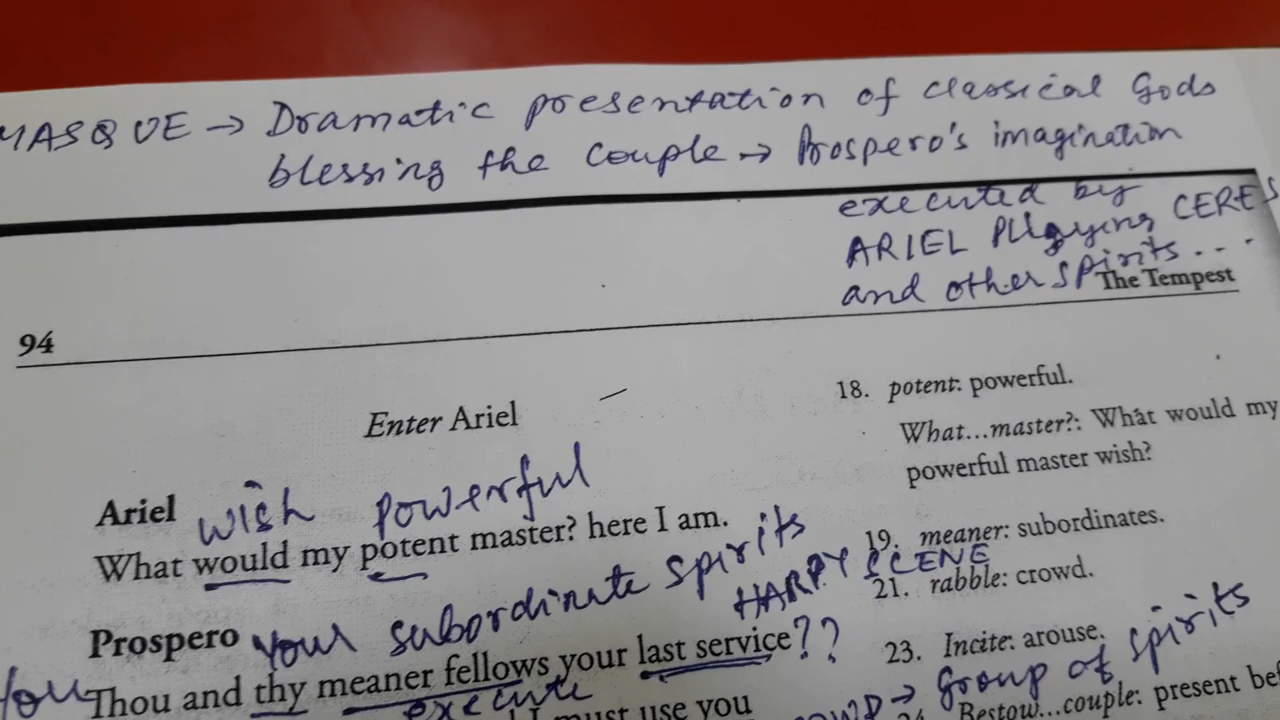 MASQUE → Dramatic presentation of classical Gods
blessing the couple → Prospero's imagination
executed by
ARIEL Playing CERES
and other spirits...
The Tempest
94
Enter Ariel
Ariel
wish powerful
What would my potent master? here I am.
Prospero
your subordinate spirits
HARPY SCENE
You Thou and thy meaner fellows your last service??
execute
I must use you
18. potent: powerful.
What...master?: What would my
powerful master wish?
19. meaner: subordinates.
21. rabble: crowd.
23. Incite: arouse.
→ group of spirits
Bestow...couple: present